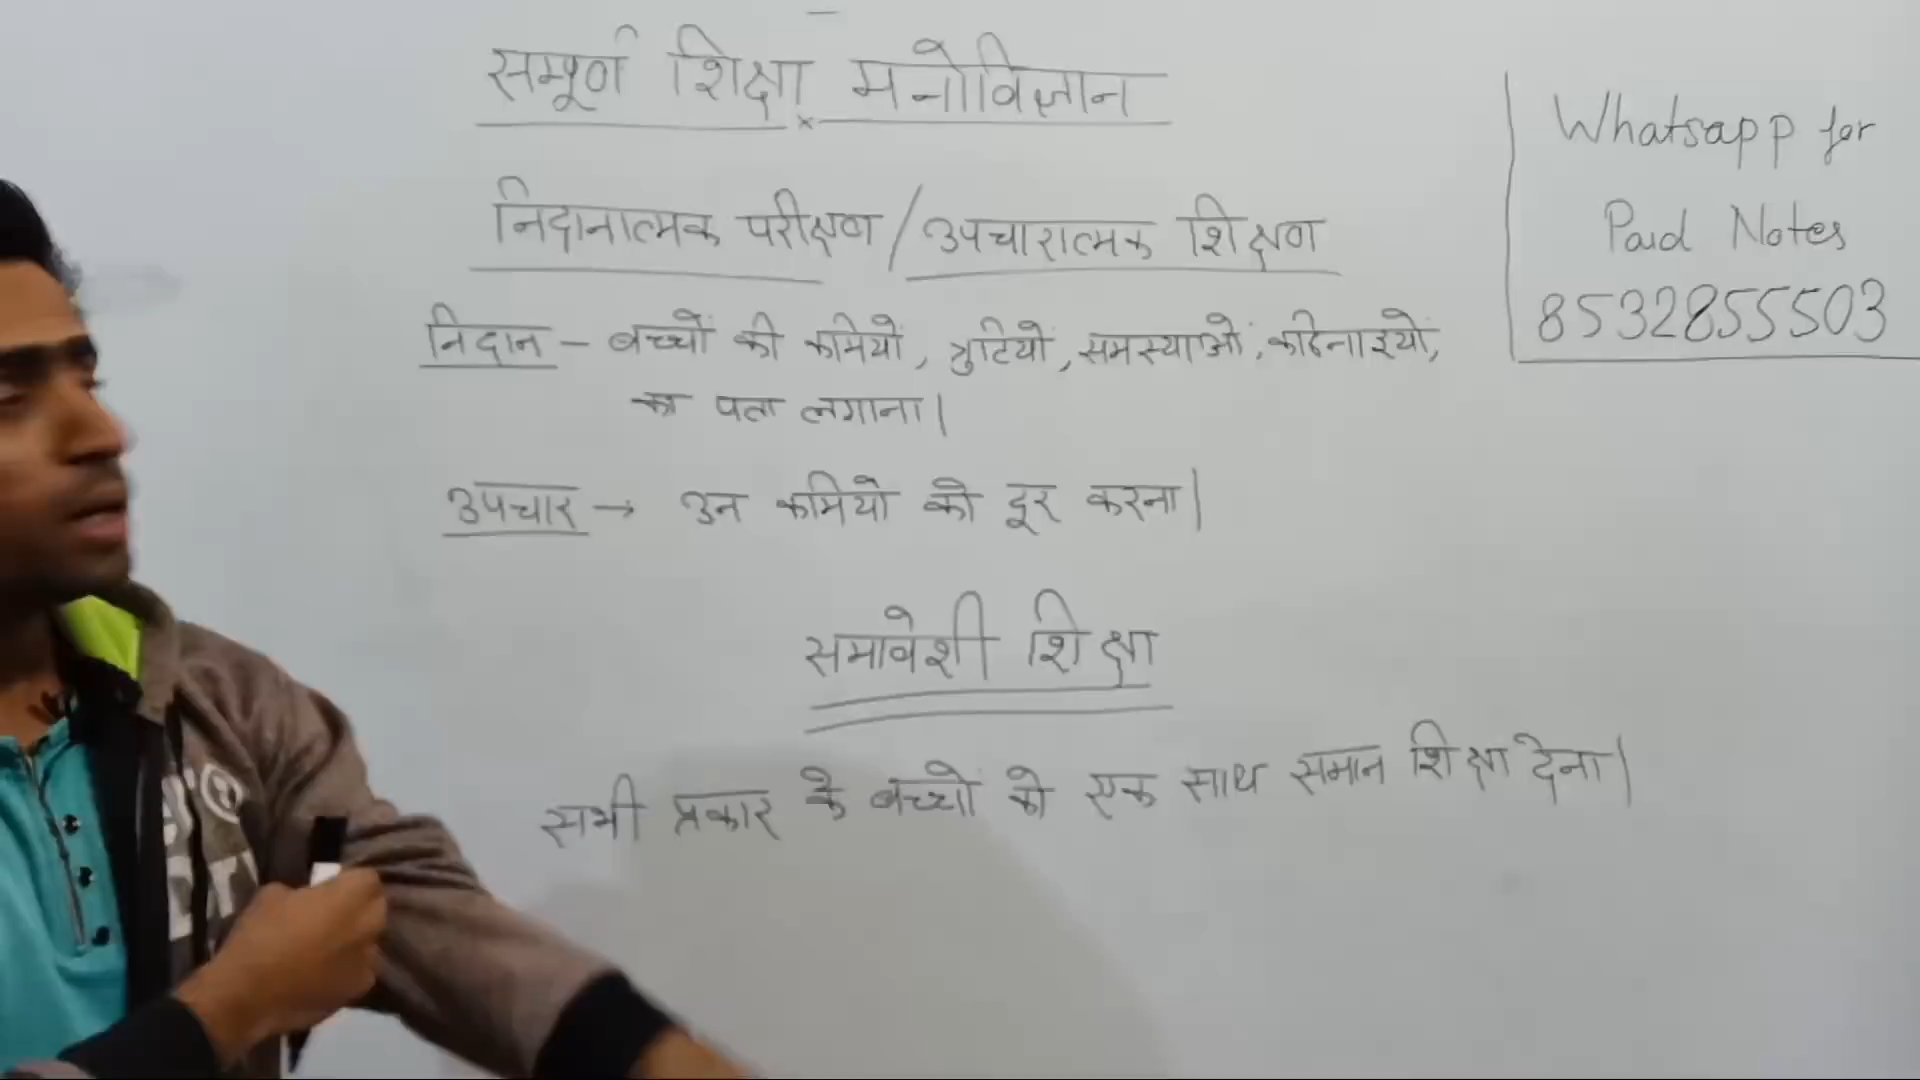 सम्पूर्ण शिक्षा मनोविज्ञान
निदानात्मक परीक्षण / उपचारात्मक शिक्षण
निदान – बच्चों की कमियों, त्रुटियों, समस्याओं, कठिनाइयों,
का पता लगाना।
उपचार → उन कमियो को दूर करना।
समावेशी शिक्षा
सभी प्रकार के बच्चों को एक साथ समान शिक्षा देना।
Whatsapp for
Paid Notes
8532855503